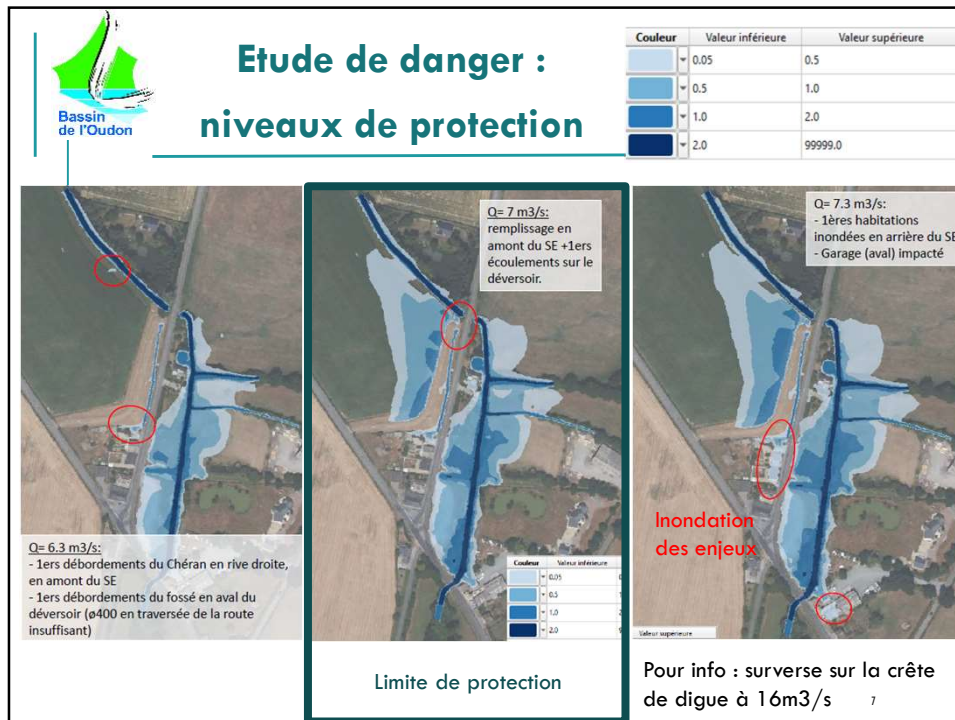 Bassin
de l'Oudon
Etude de danger :
niveaux de protection
Couleur Valeur inférieure Valeur supérieure
0.05 0.5
0.5 1.0
1.0 2.0
2.0 99999.0
Q= 6.3 m3/s:
- 1ers débordements du Chéran en rive droite,
en amont du SE
- 1ers débordements du fossé en aval du
déversoir (ø400 en traversée de la route
insuffisant)
Q= 7 m3/s:
remplissage en
amont du SE +1ers
écoulements sur le
déversoir.
Couleur Valeur inférieure
0.05 0
0.5 1
1.0 2
2.0 9
Limite de protection
Q= 7.3 m3/s:
- 1ères habitations
inondées en arrière du SE
- Garage (aval) impacté
Inondation
des enjeux
Valeur supérieure
Pour info : surverse sur la crête
de digue à 16m3/s 7